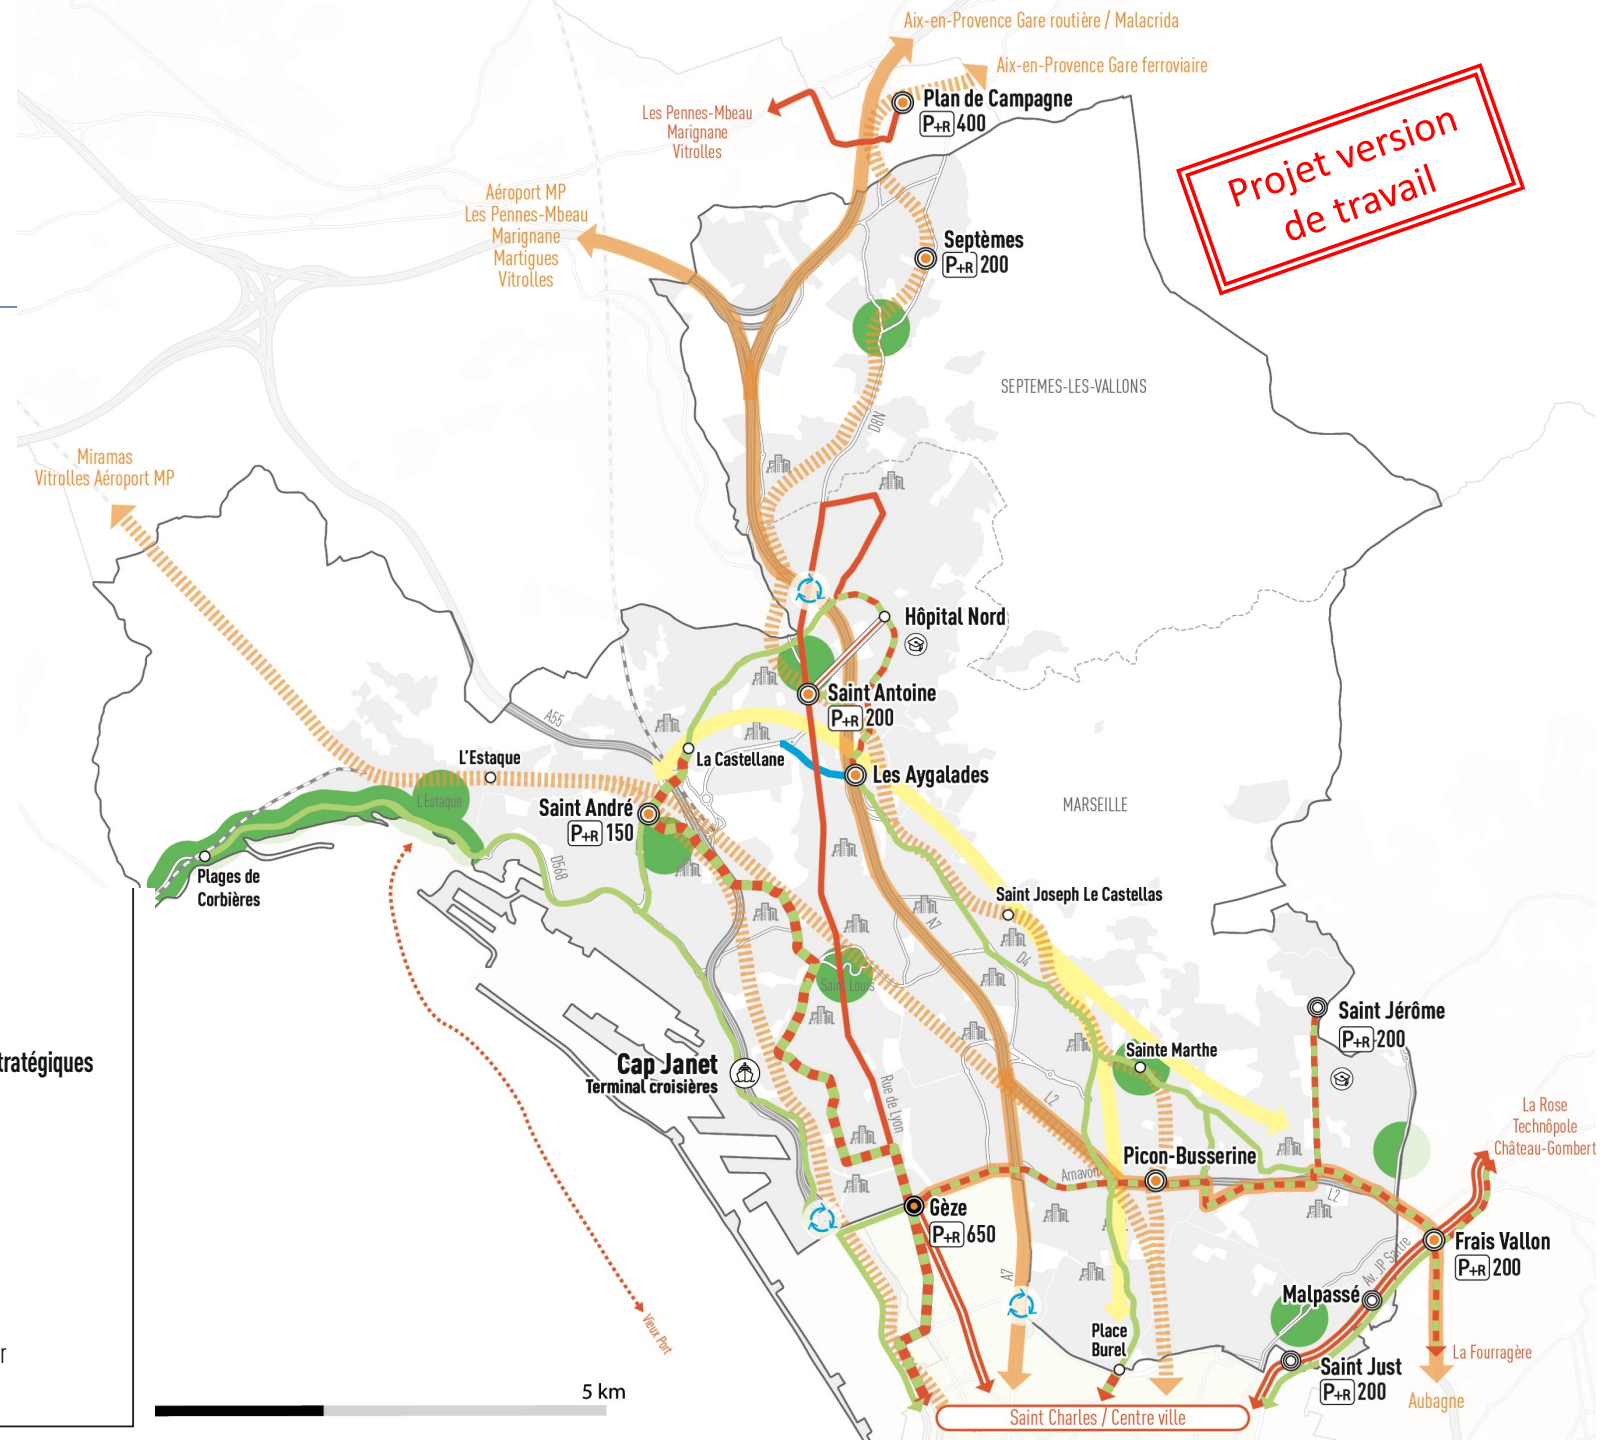 Aix-en-Provence Gare routière / Malacrida
Aix-en-Provence Gare ferroviaire
Plan de Campagne
P+R 400
Les Pennes-Mbeau
Marignane
Vitrolles
Projet version
de travail
Aéroport MP
Les Pennes-Mbeau
Marignane
Martigues
Vitrolles
Septèmes
P+R 200
SEPTEMES-LES-VALLONS
D8N
Miramas
Vitrolles Aéroport MP
Hôpital Nord
Saint Antoine
P+R 200
A55
L'Estaque
La Castellane
Les Aygalades
L'Estaque
Saint André
P+R 150
MARSEILLE
D568
Plages de
Corbières
Saint Joseph Le Castellas
A7
D4
Saint Louis
Saint Jérôme
P+R 200
tratégiques
Cap Janet
Terminal croisières
Sainte Marthe
Rue de Lyon
L2
La Rose
Technôpole
Château-Gombert
Picon-Busserine
Arnavon
L2
Gèze
P+R 650
Frais Vallon
P+R 200
Av. JP Sartre
A7
Malpassé
Vieux Port
Place
Burel
La Fourragère
r
Saint Just
P+R 200
Aubagne
5 km
Saint Charles / Centre ville